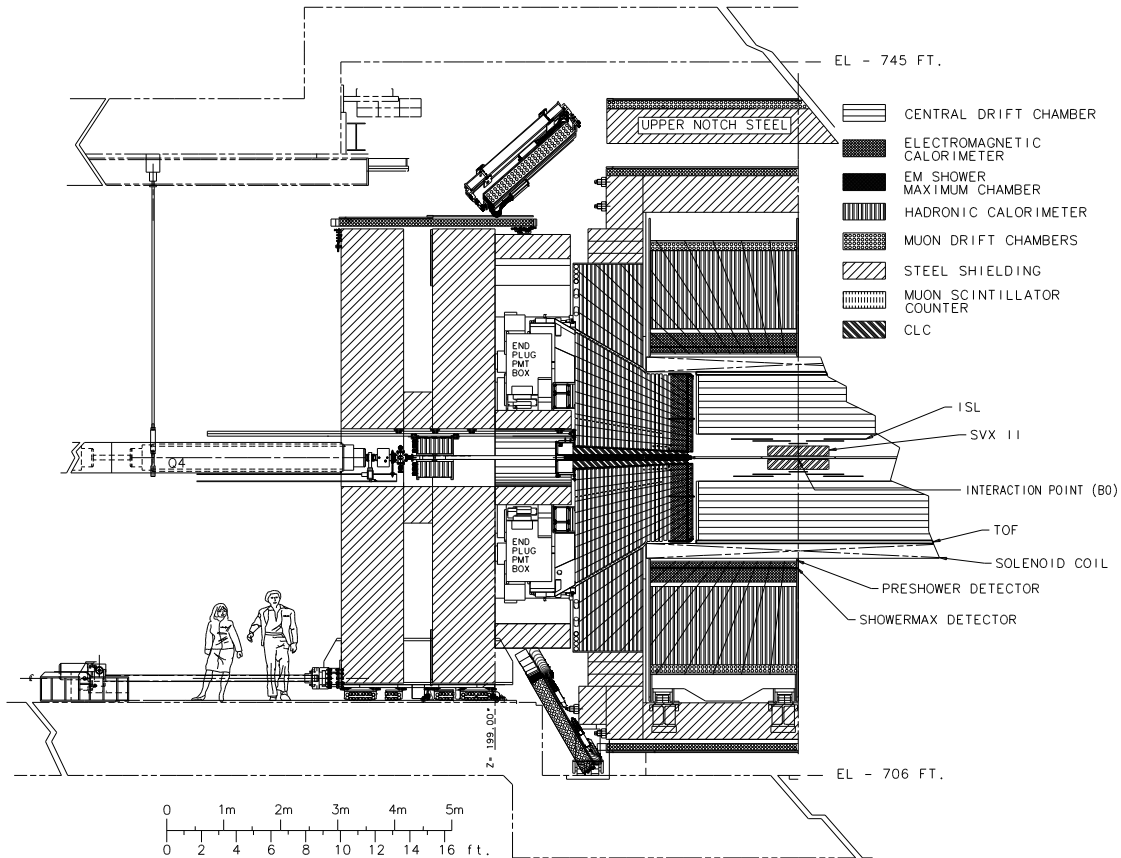 EL - 745 FT.
CENTRAL DRIFT CHAMBER
UPPER NOTCH STEEL
ELECTROMAGNETIC
CALORIMETER
EM SHOWER
MAXIMUM CHAMBER
HADRONIC CALORIMETER
MUON DRIFT CHAMBERS
STEEL SHIELDING
MUON SCINTILLATOR
COUNTER
CLC
END
PLUG
PMT
BOX
ISL
SVX II
Q4
INTERACTION POINT (B0)
END
PLUG
PMT
BOX
TOF
SOLENOID COIL
PRESHOWER DETECTOR
SHOWERMAX DETECTOR
Z= 199.00"
EL - 706 FT.
0 1m 2m 3m 4m 5m
0 2 4 6 8 10 12 14 16 ft.